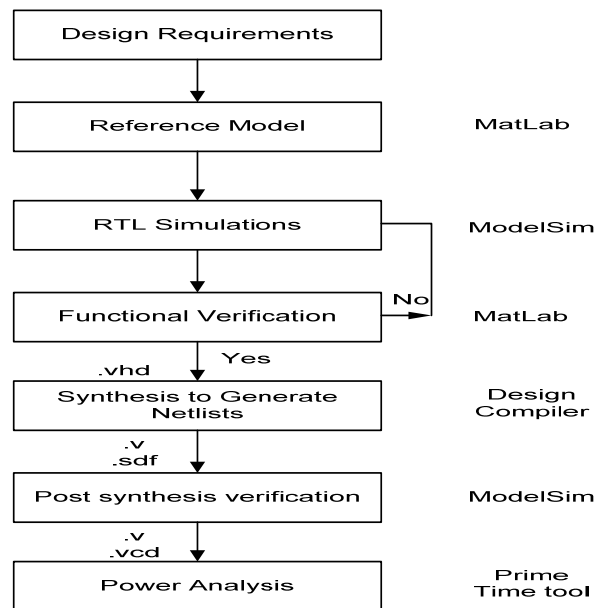 Design Requirements
Reference Model
MatLab
RTL Simulations
ModelSim
No
Functional Verification
MatLab
Yes
.vhd
Synthesis to Generate
Netlists
Design
Compiler
.v
.sdf
Post synthesis verification
ModelSim
.v
.vcd
Power Analysis
Prime
Time tool